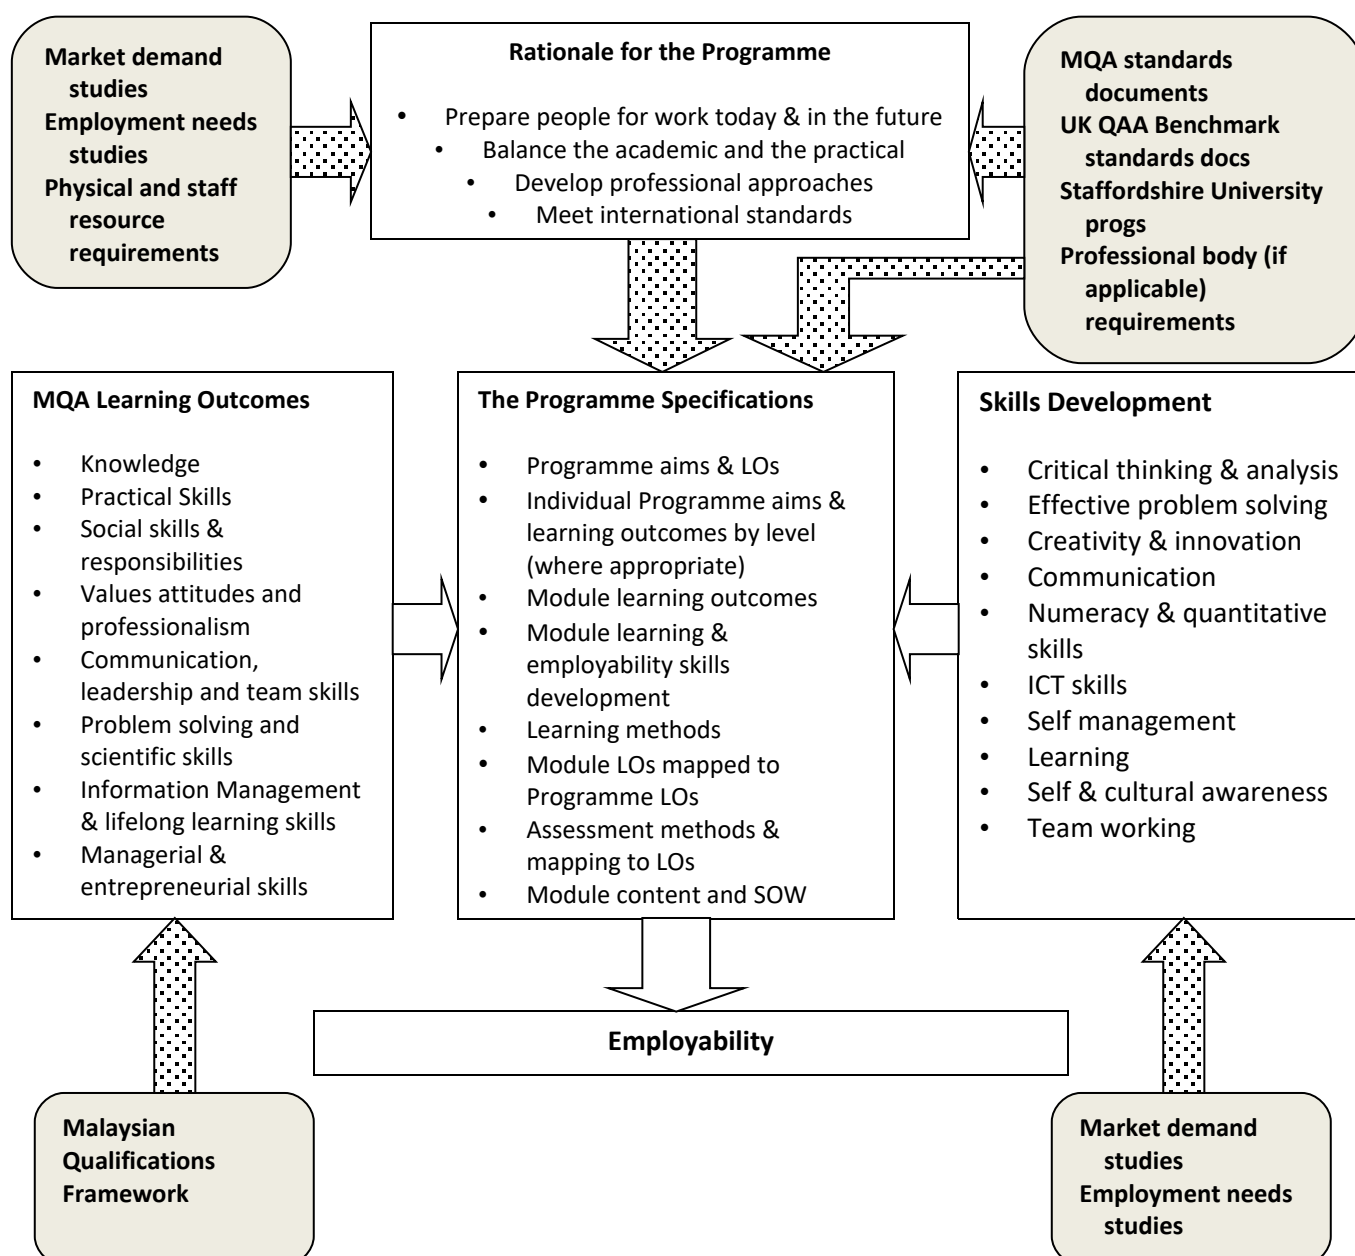 Market demand
studies
Employment needs
studies
Physical and staff
resource
requirements
Rationale for the Programme
• Prepare people for work today & in the future
• Balance the academic and the practical
• Develop professional approaches
• Meet international standards
MQA standards
documents
UK QAA Benchmark
standards docs
Staffordshire University
progs
Professional body (if
applicable)
requirements
MQA Learning Outcomes
• Knowledge
• Practical Skills
• Social skills &
responsibilities
• Values attitudes and
professionalism
• Communication,
leadership and team skills
• Problem solving and
scientific skills
• Information Management
& lifelong learning skills
• Managerial &
entrepreneurial skills
The Programme Specifications
• Programme aims & LOs
• Individual Programme aims &
learning outcomes by level
(where appropriate)
• Module learning outcomes
• Module learning &
employability skills
development
• Learning methods
• Module LOs mapped to
Programme LOs
• Assessment methods &
mapping to LOs
• Module content and SOW
Skills Development
• Critical thinking & analysis
• Effective problem solving
• Creativity & innovation
• Communication
• Numeracy & quantitative
skills
• ICT skills
• Self management
• Learning
• Self & cultural awareness
• Team working
Employability
Malaysian
Qualifications
Framework
Market demand
studies
Employment needs
studies